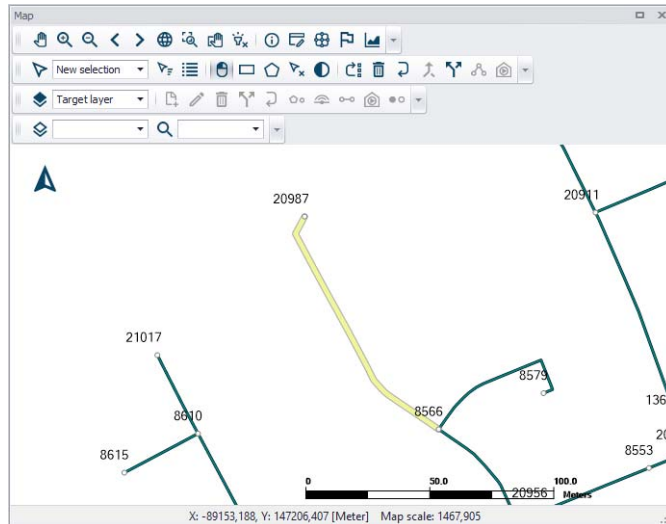 Map
New selection
Target layer
20987
20911
21017
8579
136
8610
8566
20
8615
8553
0 50.0 100.0
20956 Meters
X: -89153,188, Y: 147206,407 [Meter] Map scale: 1467,905